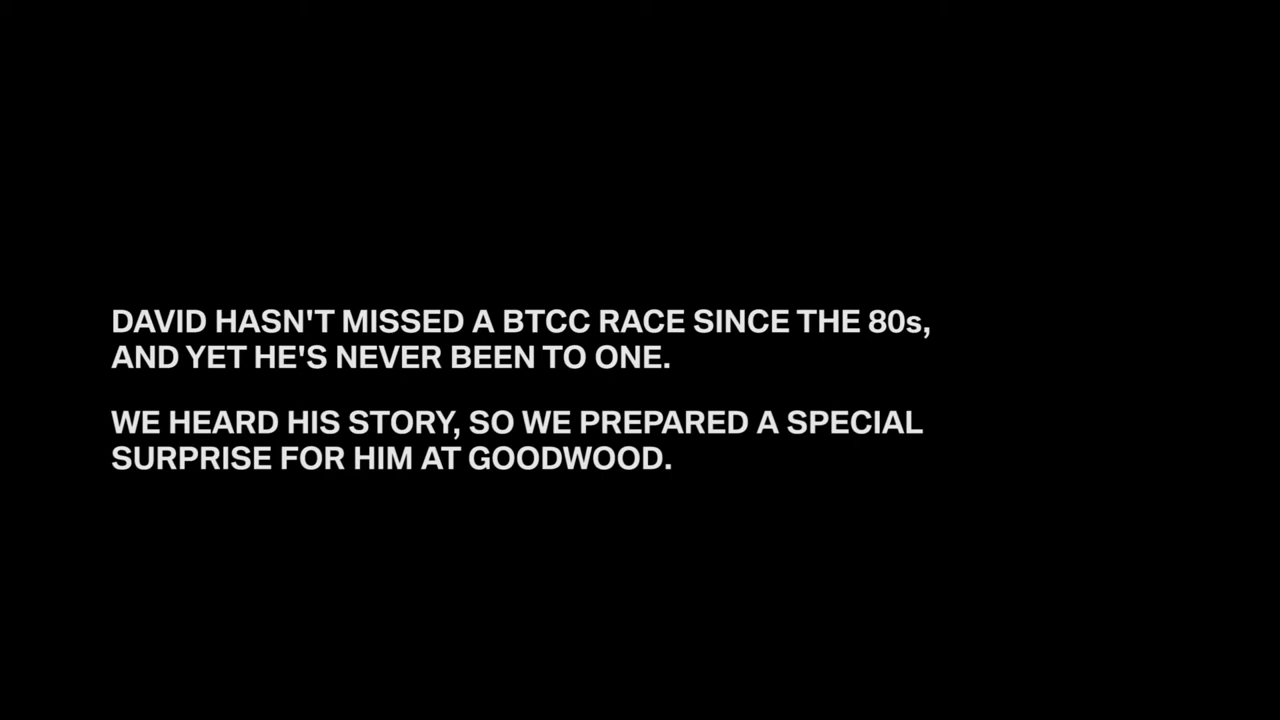 DAVID HASN'T MISSED A BTCC RACE SINCE THE 80s,
AND YET HE'S NEVER BEEN TO ONE.
WE HEARD HIS STORY, SO WE PREPARED A SPECIAL
SURPRISE FOR HIM AT GOODWOOD.